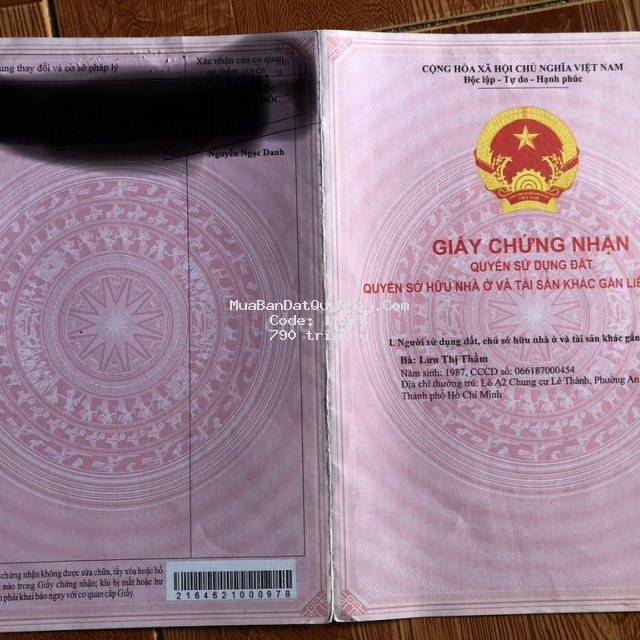 ung thay đổi và cơ sở pháp lý
Xác nhận của cơ quan
có thẩm quyền
Nguyễn Ngọc Danh
chứng nhận không được sửa chữa, tẩy xóa hoặc bổ
nào trong Giấy chứng nhận; khi bị mất hoặc hư
n phải khai báo ngay với cơ quan cấp Giấy.
2164621000978
CỘNG HÒA XÃ HỘI CHỦ NGHĨA VIỆT NAM
Độc lập - Tự do - Hạnh phúc
GIẤY CHỨNG NHẬN
QUYỀN SỬ DỤNG ĐẤT
QUYỀN SỞ HỮU NHÀ Ở VÀ TÀI SẢN KHÁC GẮN LIỀ
I. Người sử dụng đất, chủ sở hữu nhà ở và tài sản khác gắn
Bà: Lưu Thị Thắm
Năm sinh: 1987, CCCD số: 066187000454
Địa chỉ thường trú: Lô A2 Chung cư Lê Thành, Phường An
Thành phố Hồ Chí Minh
Code:
790